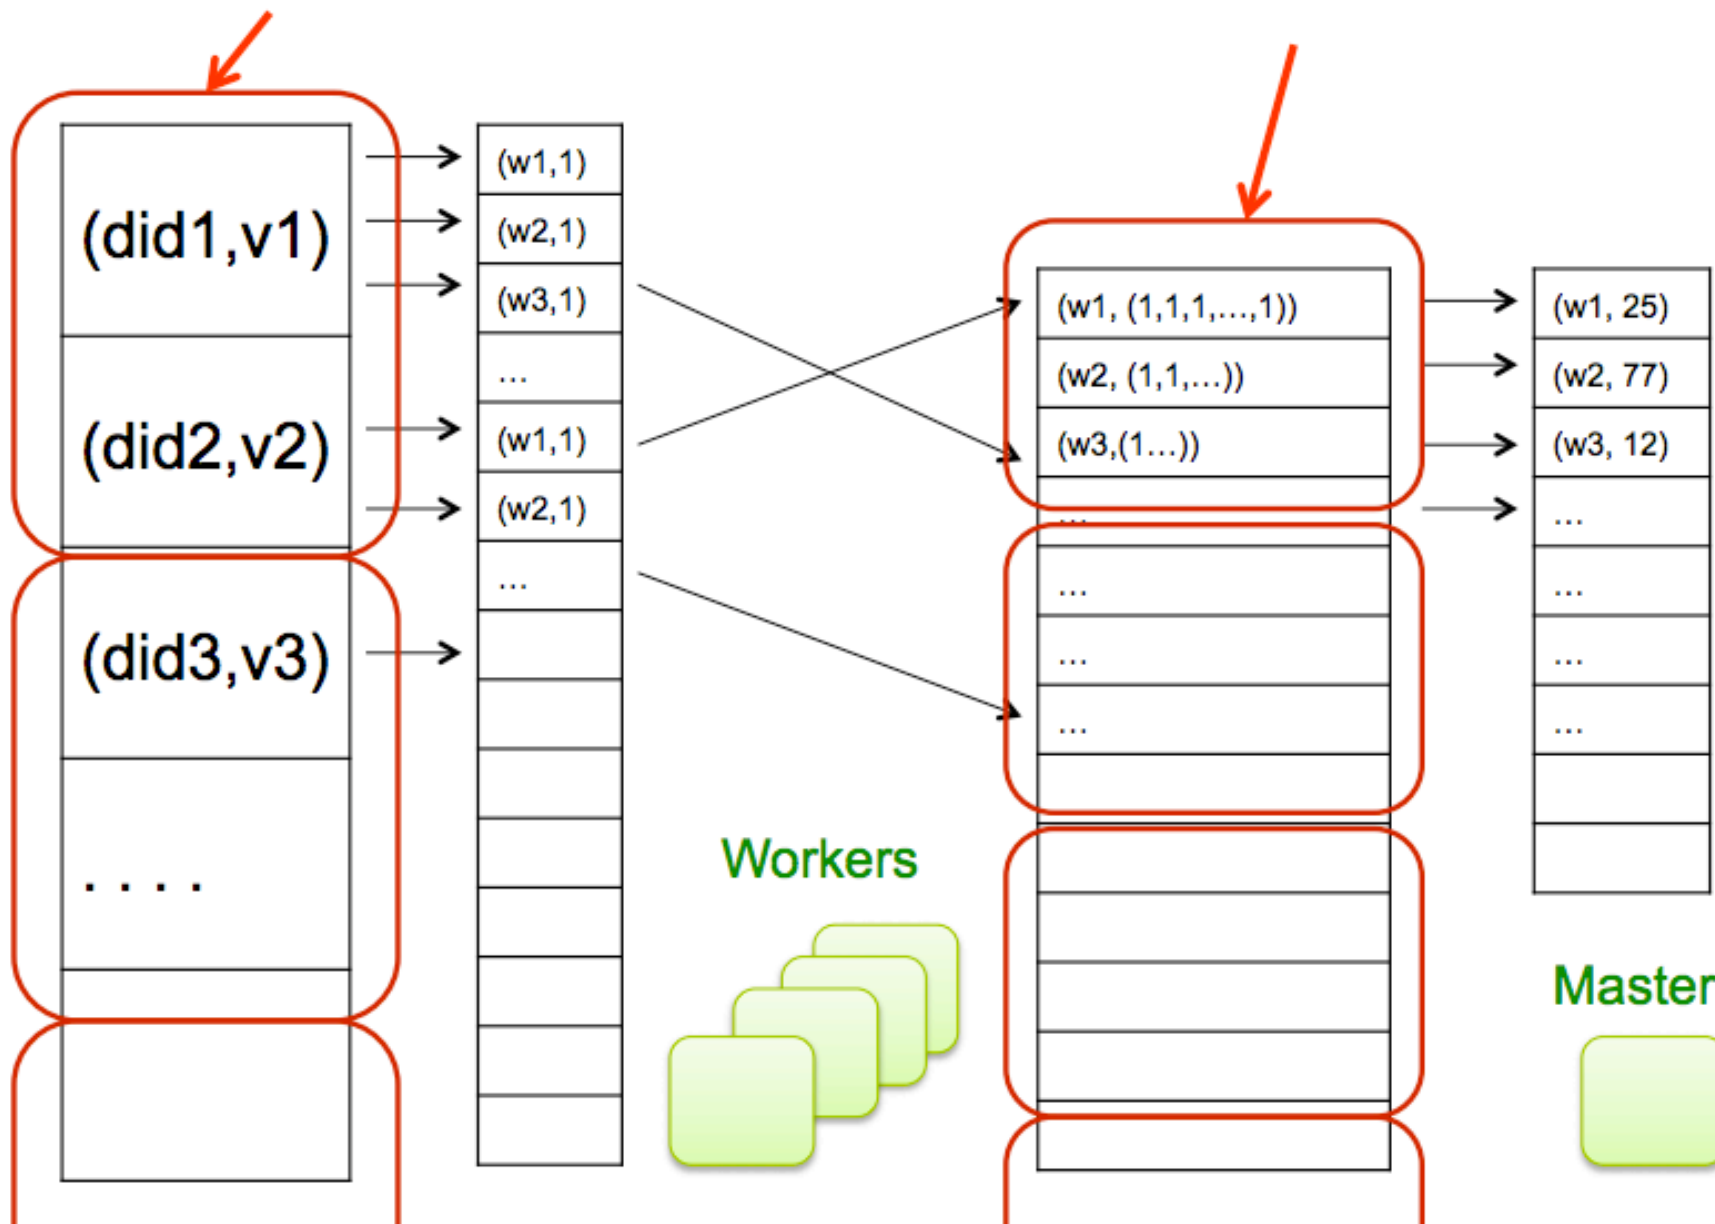 (did1,v1)
(did2,v2)
(did3,v3)
. . . .
(w1,1)
(w2,1)
(w3,1)
...
(w1,1)
(w2,1)
...
(w1, (1,1,1,...,1))
(w2, (1,1,...))
(w3,(1...))
...
...
...
...
(w1, 25)
(w2, 77)
(w3, 12)
...
...
...
...
Workers
Master